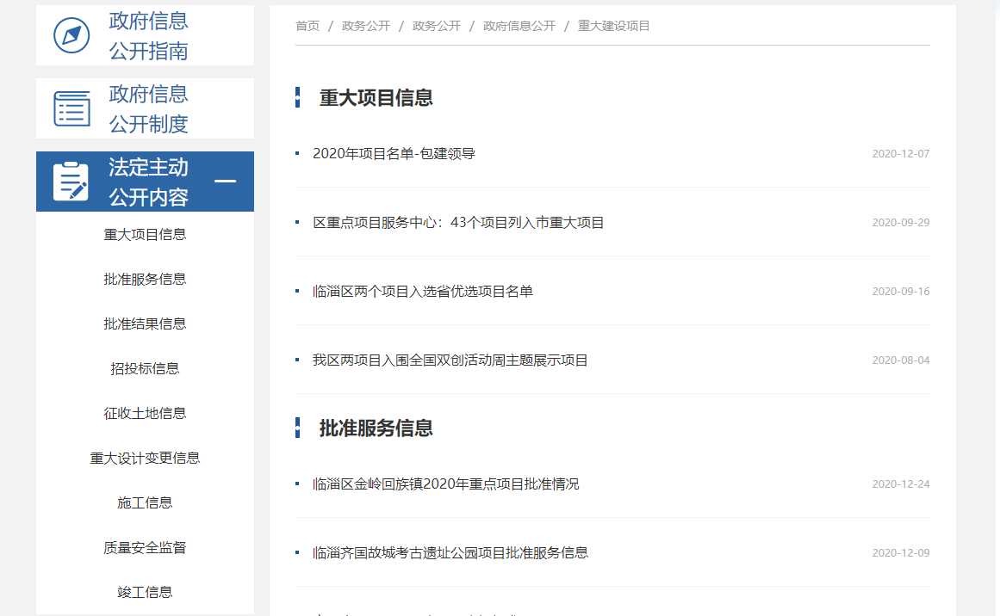 政府信息
公开指南
政府信息
公开制度
法定主动
公开内容
重大项目信息
批准服务信息
批准结果信息
招投标信息
征收土地信息
重大设计变更信息
施工信息
质量安全监督
竣工信息
首页 / 政务公开 / 政务公开 / 政府信息公开 / 重大建设项目
重大项目信息
2020年项目名单-包建领导 2020-12-07
区重点项目服务中心：43个项目列入市重大项目 2020-09-29
临淄区两个项目入选省优选项目名单 2020-09-16
我区两项目入围全国双创活动周主题展示项目 2020-08-04
批准服务信息
临淄区金岭回族镇2020年重点项目批准情况 2020-12-24
临淄齐国故城考古遗址公园项目批准服务信息 2020-12-09